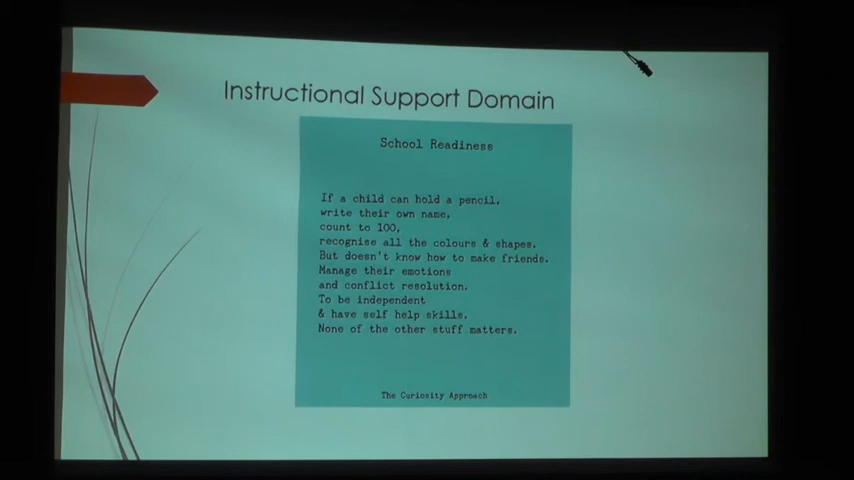 Instructional Support Domain
School Readiness
If a child can hold a pencil,
write their own name,
count to 100,
recognise all the colours & shapes.
But doesn't know how to make friends.
Manage their emotions
and conflict resolution.
To be independent
& have self help skills.
None of the other stuff matters.
The Curiosity Approach